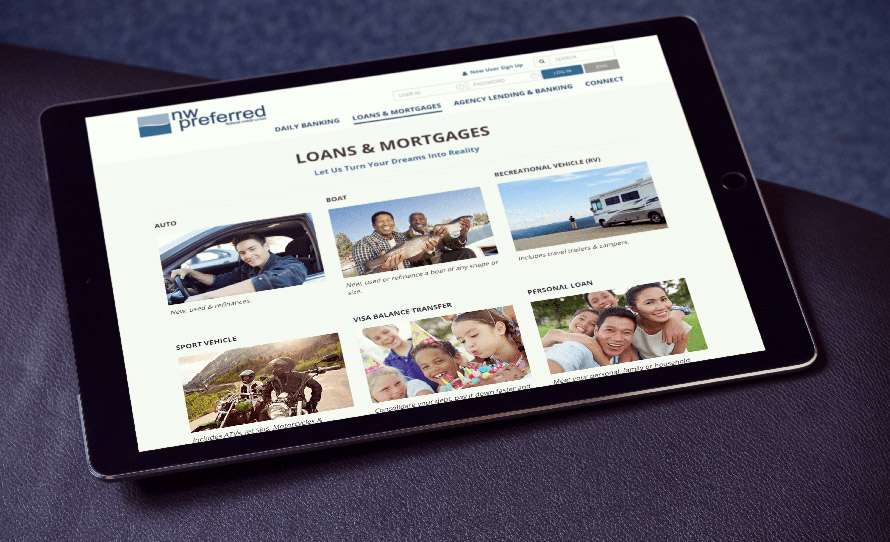 New User Sign Up
SEARCH
USER ID
PASSWORD
LOG IN
JOIN
nw
preferred
federal credit union
DAILY BANKING
LOANS & MORTGAGES
AGENCY LENDING & BANKING
CONNECT
LOANS & MORTGAGES
Let Us Turn Your Dreams Into Reality
AUTO
BOAT
RECREATIONAL VEHICLE (RV)
New, used & refinances.
New, used or refinance a boat of any shape or
size.
Includes travel trailers & campers.
SPORT VEHICLE
VISA BALANCE TRANSFER
PERSONAL LOAN
Includes ATVs, Jet Skis, Motorcycles &
Consolidate your debt, pay it down faster and
Meet your personal, family or household